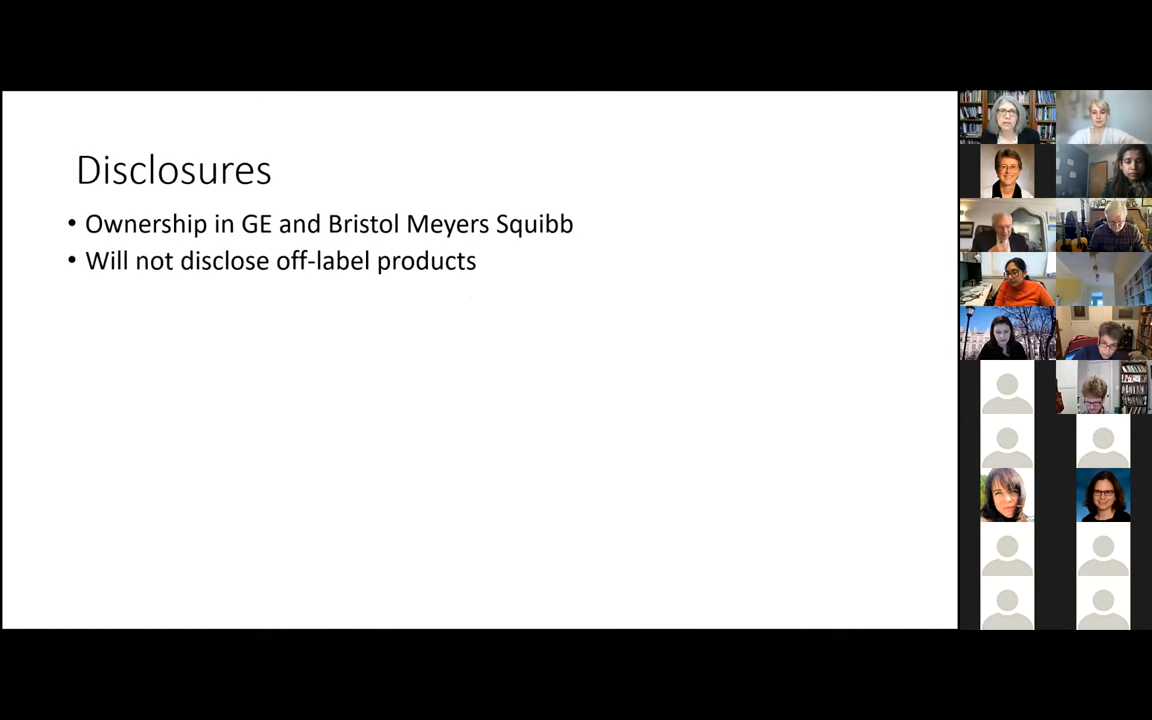 Disclosures
• Ownership in GE and Bristol Meyers Squibb
• Will not disclose off-label products